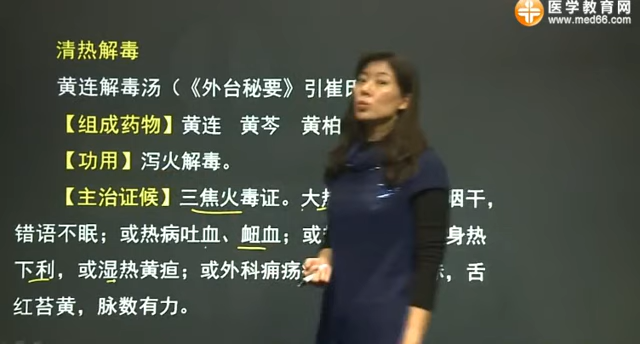 医学教育网
www.med66.com
清热解毒
黄连解毒汤（《外台秘要》引崔
【组成药物】黄连 黄芩 黄柏
【功用】泻火解毒。
【主治证候】三焦火毒证。大 咽干，
错语不眠；或热病吐血、衄血；或 身热
下利，或湿热黄疸；或外科痈疡 ，舌
红苔黄，脉数有力。